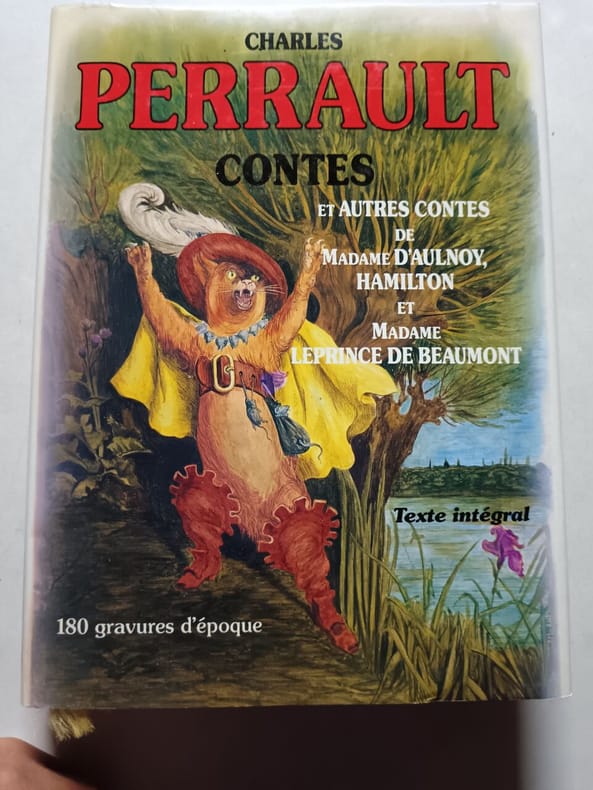 CHARLES
PERRAULT
CONTES
ET AUTRES CONTES
DE
MADAME D'AULNOY,
HAMILTON
ET
MADAME
LEPRINCE DE BEAUMONT
Texte intégral
180 gravures d'époque